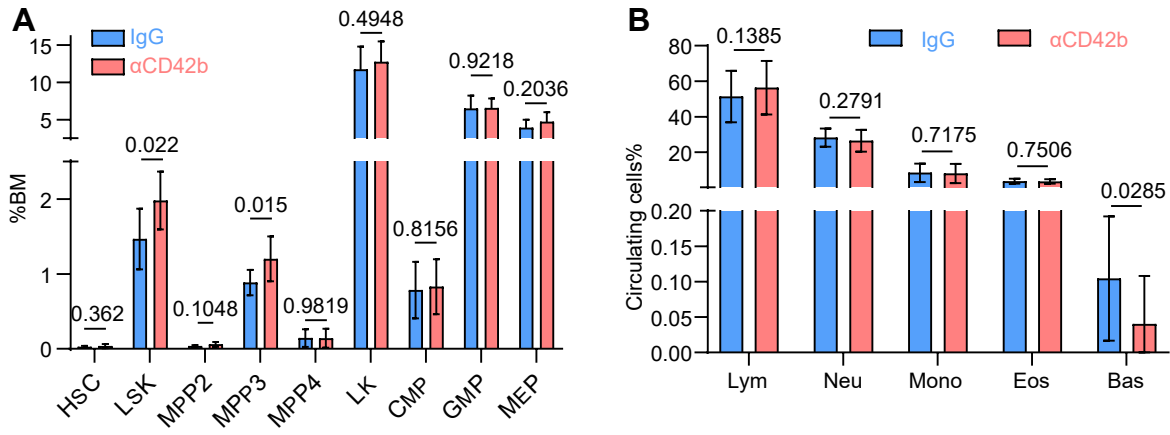 A
IgG
αCD42b
%BM
15
10
5
2
1
0
0.362
0.022
0.1048
0.015
0.9819
0.4948
0.8156
0.9218
0.2036
HSC
LSK
MPP2
MPP3
MPP4
LK
CMP
GMP
MEP
B
IgG
αCD42b
Circulating cells%
80
60
40
20
0.20
0.15
0.10
0.05
0.00
0.1385
0.2791
0.7175
0.7506
0.0285
Lym
Neu
Mono
Eos
Bas